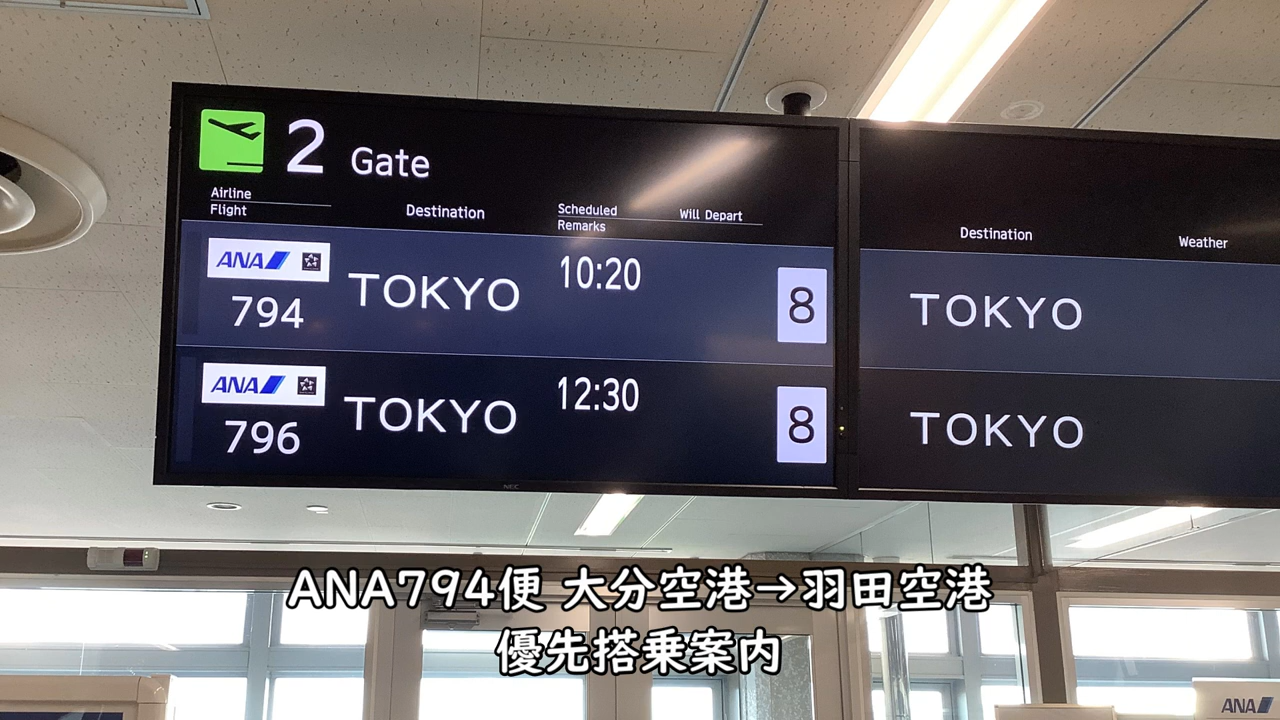 2 Gate
Airline
Flight
Destination
Scheduled
Remarks
Will Depart
ANA
794
TOKYO
10:20
8
ANA
796
TOKYO
12:30
8
Destination
Weather
TOKYO
TOKYO
NEC
ANA794便 大分空港→羽田空港
優先搭乗案内
ANA